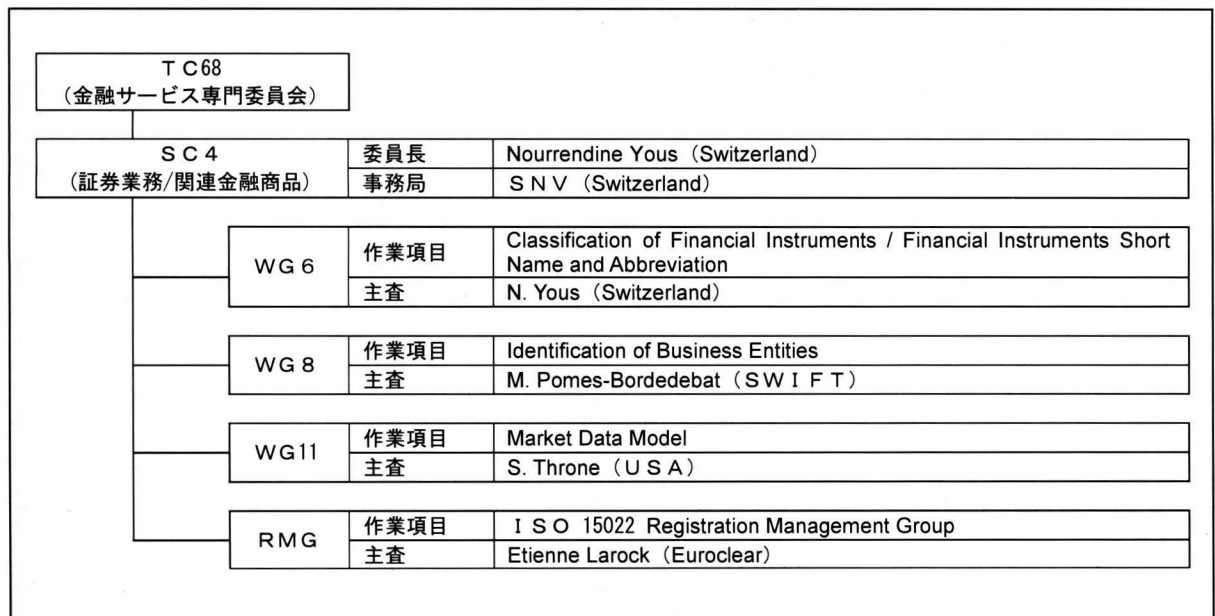 ＴＣ68
（金融サービス専門委員会）
ＳＣ４
（証券業務/関連金融商品）
委員長
Nourrendine Yous（Switzerland）
事務局
ＳＮＶ（Switzerland）
ＷＧ６
作業項目
Classification of Financial Instruments / Financial Instruments Short
Name and Abbreviation
主査
N. Yous（Switzerland）
ＷＧ８
作業項目
Identification of Business Entities
主査
M. Pomes-Bordedebat（ＳＷＩＦＴ）
ＷＧ11
作業項目
Market Data Model
主査
S. Throne（ＵＳＡ）
ＲＭＧ
作業項目
ＩＳＯ 15022 Registration Management Group
主査
Etienne Larock（Euroclear）